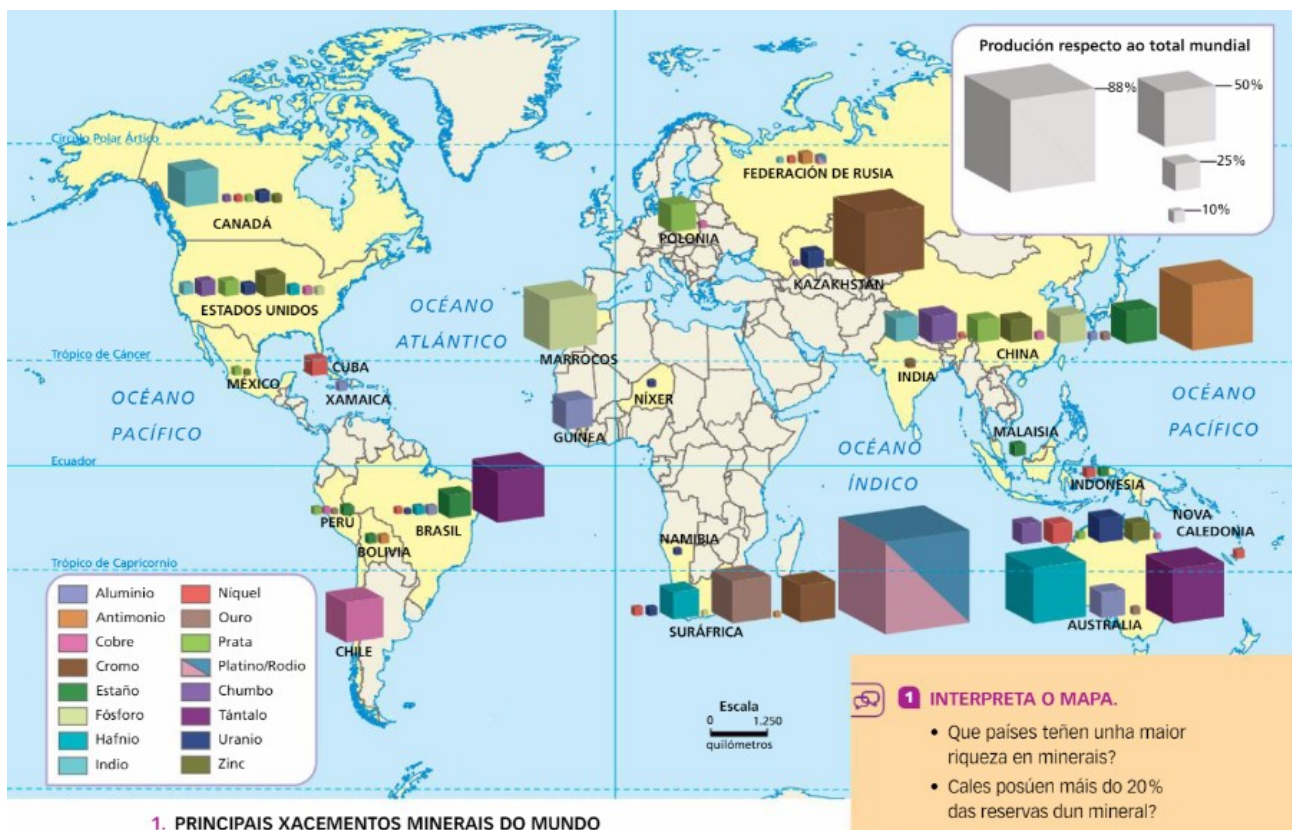 Produción respecto ao total mundial
88%
50%
25%
10%
Círculo Polar Ártico
CANADÁ
FEDERACIÓN DE RUSIA
POLONIA
KAZAKHSTÁN
ESTADOS UNIDOS
OCÉANO
ATLÁNTICO
MARROCOS
CHINA
Trópico de Cáncer
CUBA
MÉXICO
XAMAICA
INDIA
NÍXER
OCÉANO
PACÍFICO
GUINEA
OCÉANO
PACÍFICO
MALAISIA
OCÉANO
ÍNDICO
Ecuador
INDONESIA
PERÚ
BRASIL
BOLIVIA
NAMIBIA
NOVA
CALEDONIA
Trópico de Capricornio
SURÁFRICA
AUSTRALIA
CHILE
Aluminio
Antimonio
Cobre
Cromo
Estaño
Fósforo
Hafnio
Indio
Níquel
Ouro
Prata
Platino/Rodio
Chumbo
Tántalo
Uranio
Zinc
Escala
0 1.250
quilómetros
1 INTERPRETA O MAPA.
• Que países teñen unha maior
riqueza en minerais?
• Cales posúen máis do 20%
das reservas dun mineral?
1. PRINCIPAIS XACEMENTOS MINERAIS DO MUNDO